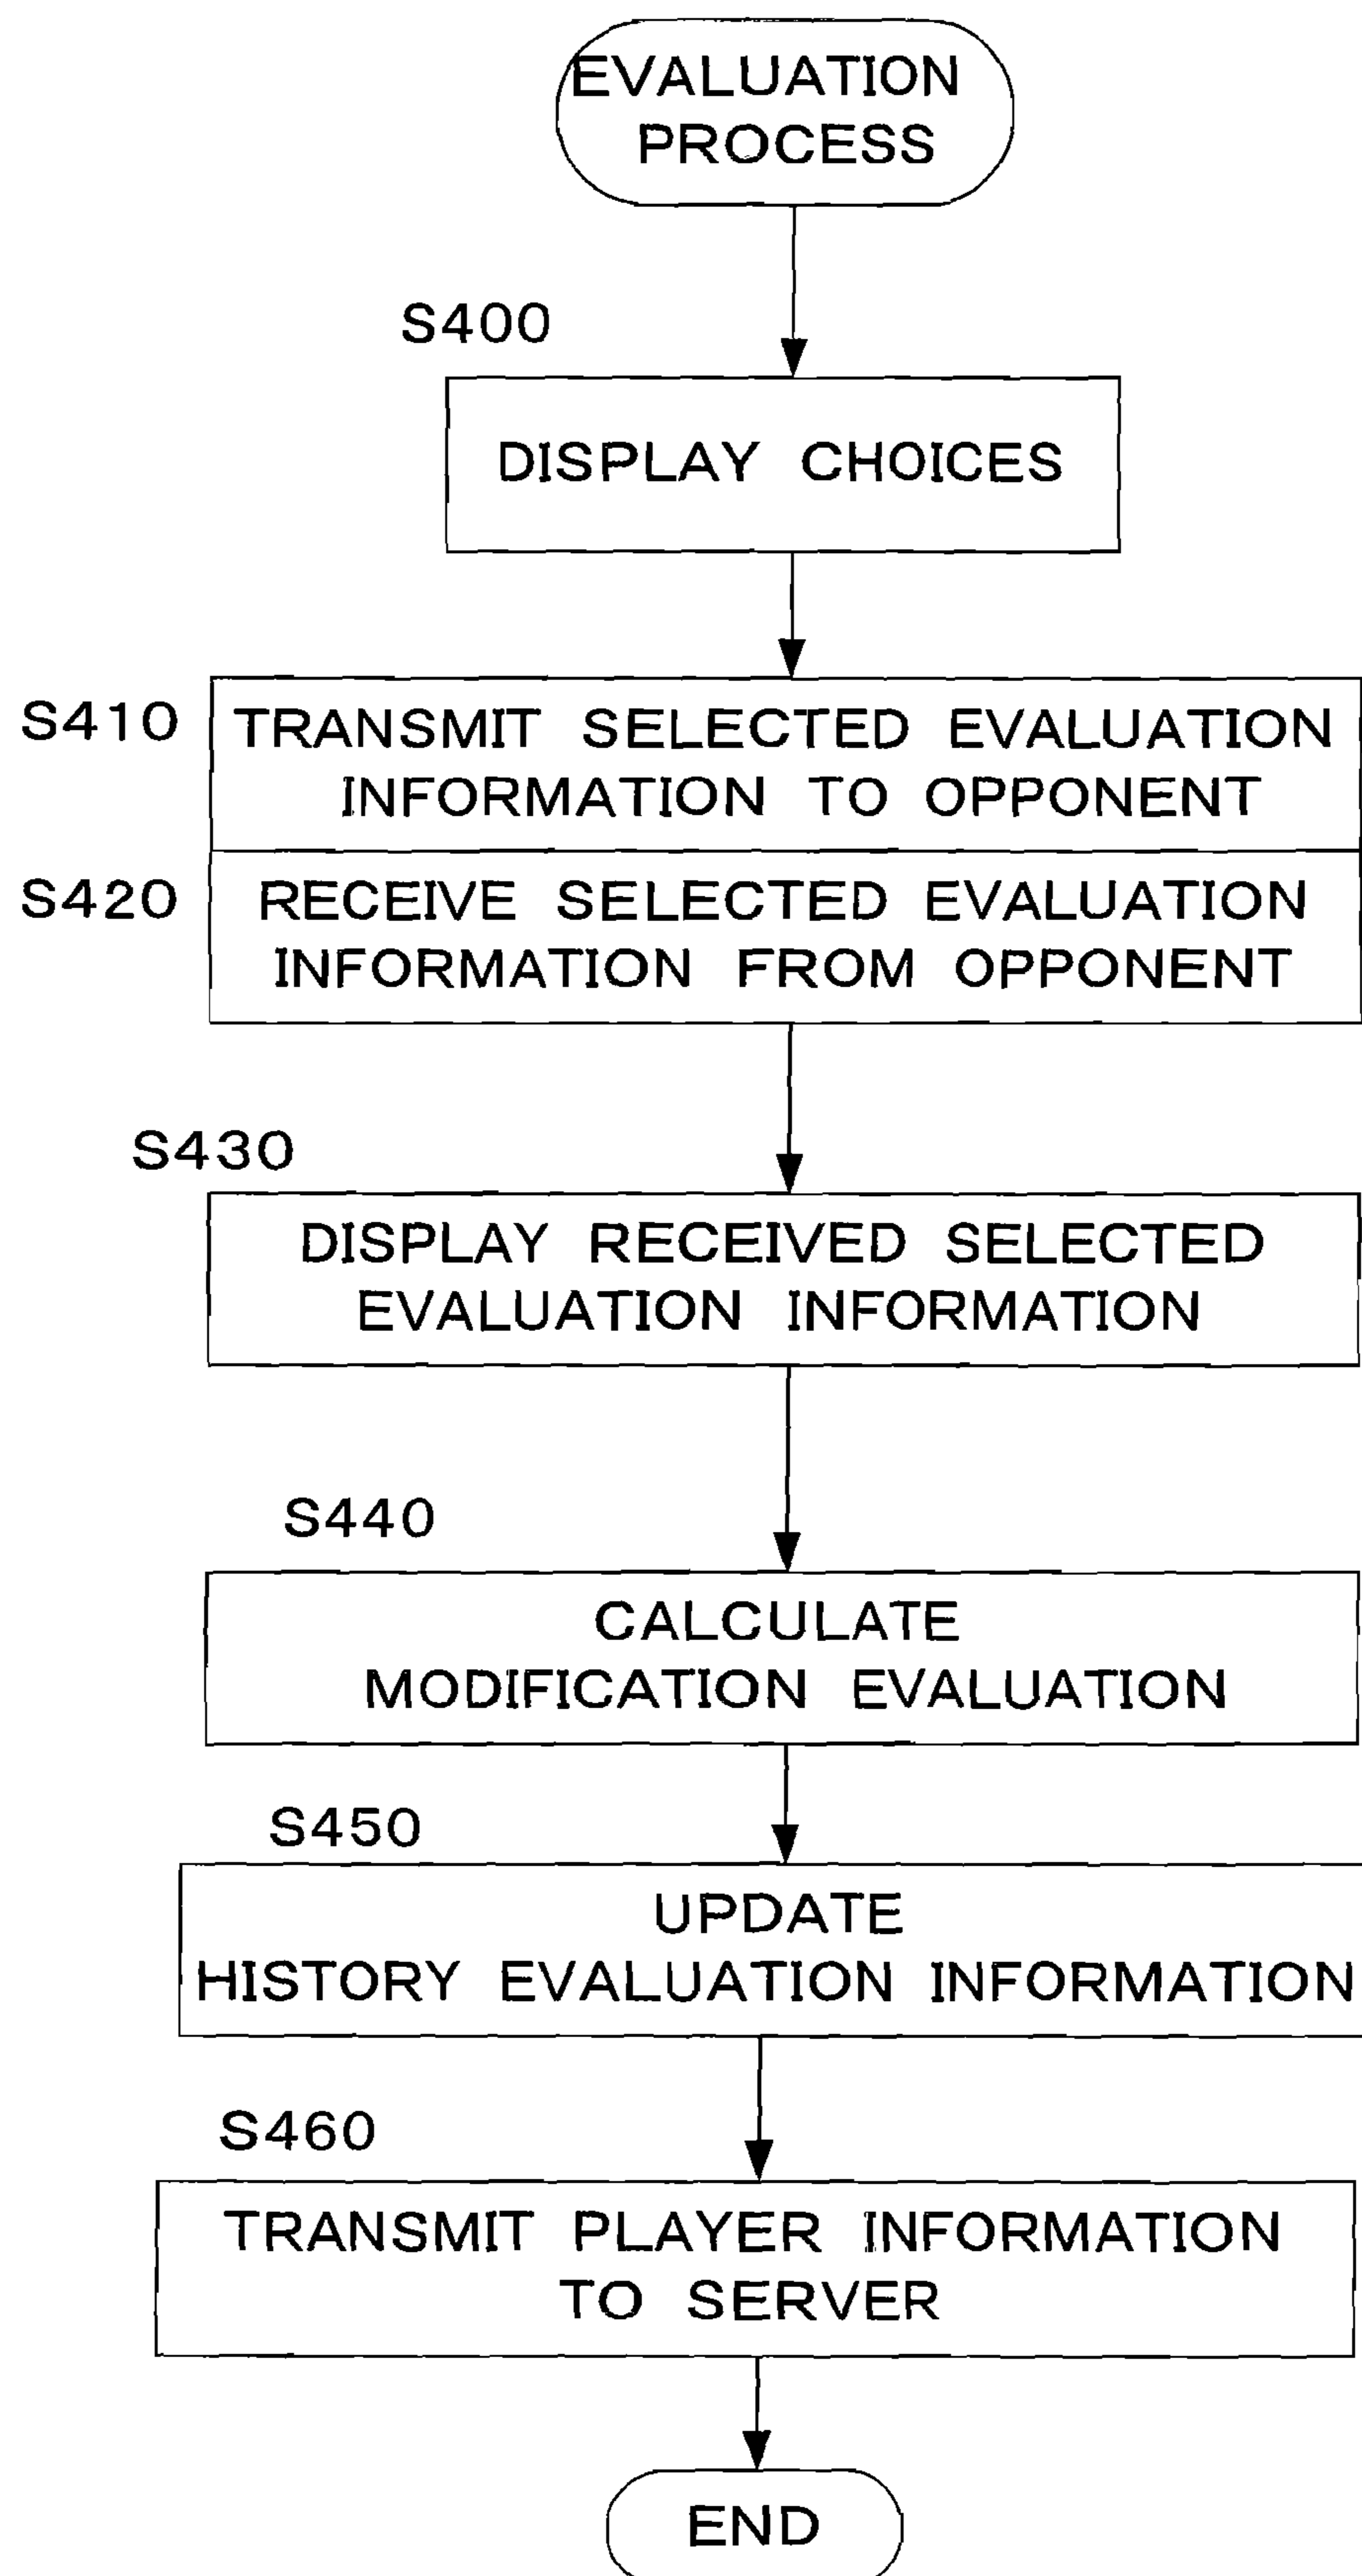 EVALUATION
PROCESS
S400
DISPLAY CHOICES
S410
TRANSMIT SELECTED EVALUATION
INFORMATION TO OPPONENT
S420
RECEIVE SELECTED EVALUATION
INFORMATION FROM OPPONENT
S430
DISPLAY RECEIVED SELECTED
EVALUATION INFORMATION
S440
CALCULATE
MODIFICATION EVALUATION
S450
UPDATE
HISTORY EVALUATION INFORMATION
S460
TRANSMIT PLAYER INFORMATION
TO SERVER
END